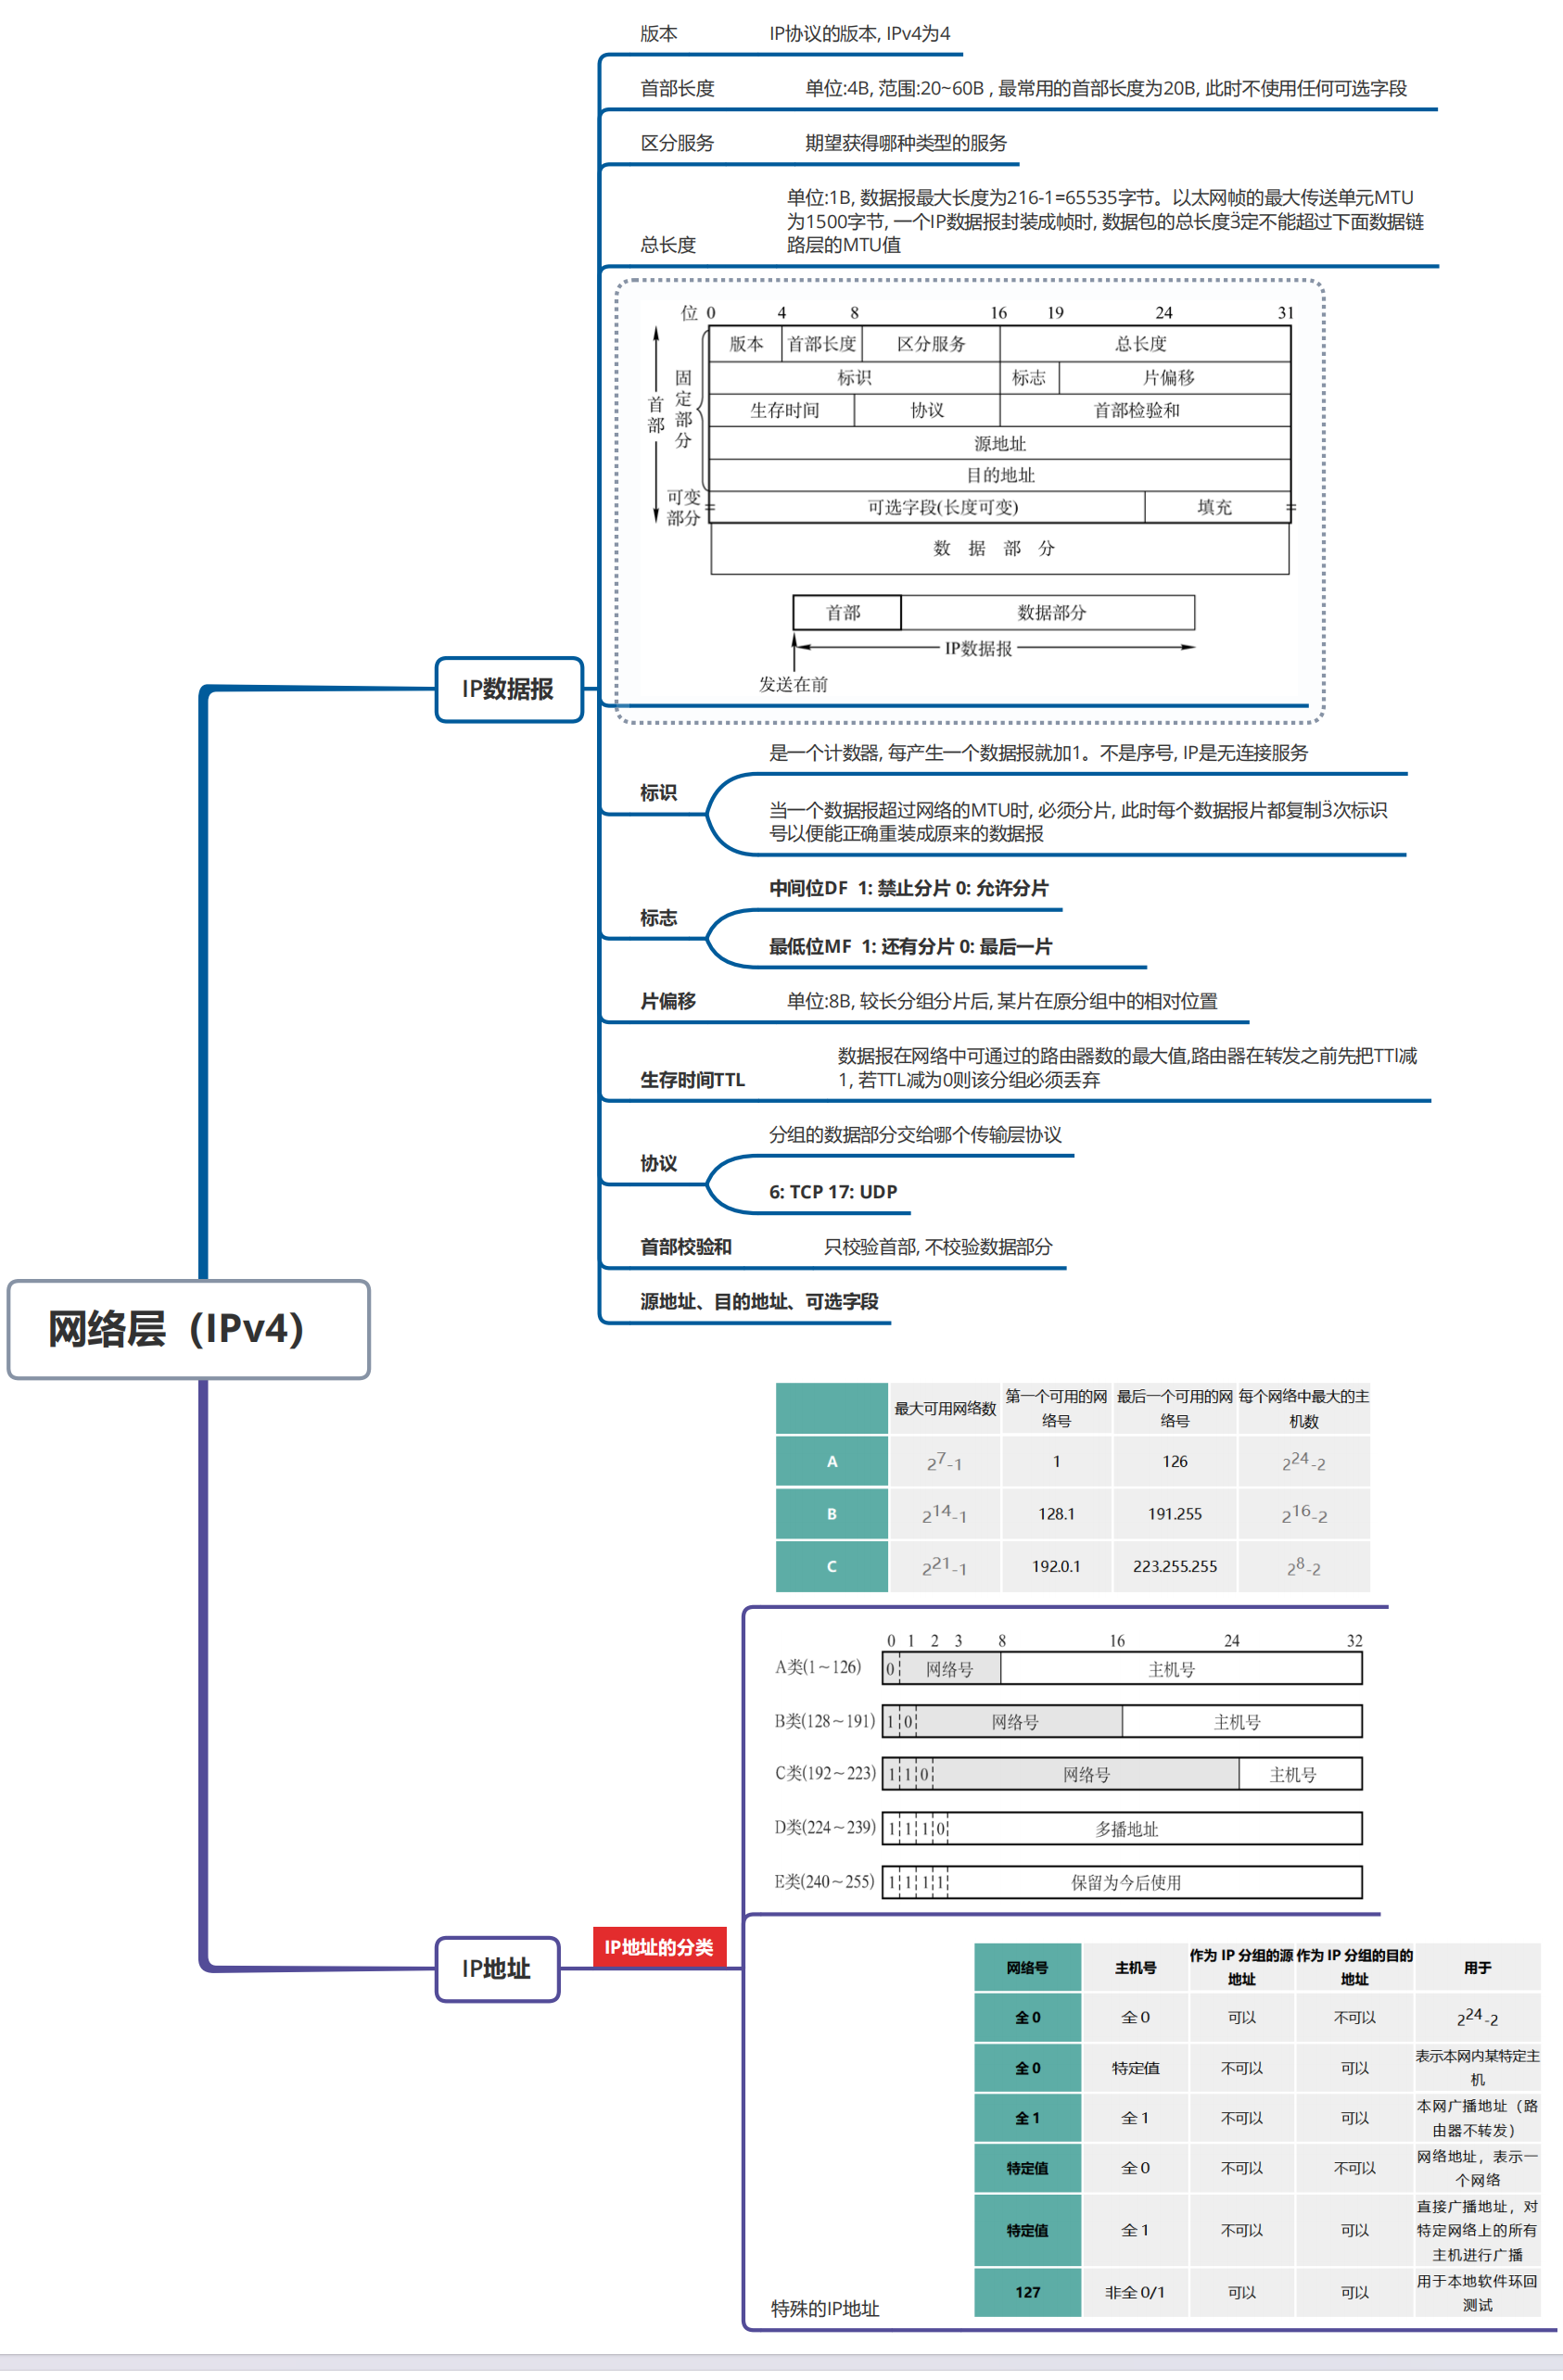 版本 IP协议的版本, IPv4为4
首部长度 单位:4B, 范围:20~60B , 最常用的首部长度为20B, 此时不使用任何可选字段
区分服务 期望获得哪种类型的服务
单位:1B, 数据报最大长度为216-1=65535字节。以太网帧的最大传送单元MTU
为1500字节, 一个IP数据报封装成帧时, 数据包的总长度3̈定不能超过下面数据链
总长度 路层的MTU值
位 0 4 8 16 19 24 31
版本 首部长度 区分服务 总长度
标识 标志 片偏移
生存时间 协议 首部检验和
源地址
目的地址
可选字段(长度可变) 填充
数 据 部 分
首部
固定部分
可变
部分
首部 数据部分
IP数据报
发送在前
IP数据报
标识
是一个计数器, 每产生一个数据报就加1。不是序号, IP是无连接服务
当一个数据报超过网络的MTU时, 必须分片, 此时每个数据报片都复制3̈次标识
号以便能正确重装成原来的数据报
标志
中间位DF 1: 禁止分片 0: 允许分片
最低位MF 1: 还有分片 0: 最后一片
片偏移 单位:8B, 较长分组分片后, 某片在原分组中的相对位置
数据报在网络中可通过的路由器数的最大值,路由器在转发之前先把TTl减
生存时间TTL 1, 若TTL减为0则该分组必须丢弃
协议
分组的数据部分交给哪个传输层协议
6: TCP 17: UDP
首部校验和 只校验首部, 不校验数据部分
源地址、目的地址、可选字段
网络层（IPv4）
最大可用网络数 第一个可用的网络号 最后一个可用的网络号 每个网络中最大的主机数
A 2^7-1 1 126 2^24-2
B 2^14-1 128.1 191.255 2^16-2
C 2^21-1 192.0.1 223.255.255 2^8-2
0 1 2 3 8 16 24 32
A类(1～126) 0 网络号 主机号
B类(128～191) 1 0 网络号 主机号
C类(192～223) 1 1 0 网络号 主机号
D类(224～239) 1 1 1 0 多播地址
E类(240～255) 1 1 1 1 保留为今后使用
IP地址
IP地址的分类
网络号 主机号 作为 IP 分组的源地址 作为 IP 分组的目的地址 用于
全 0 全 0 可以 不可以 2^24-2
全 0 特定值 不可以 可以 表示本网内某特定主机
全 1 全 1 不可以 可以 本网广播地址（路由器不转发）
特定值 全 0 不可以 不可以 网络地址，表示一个网络
特定值 全 1 不可以 可以 直接广播地址，对特定网络上的所有主机进行广播
127 非全 0/1 可以 可以 用于本地软件环回测试
特殊的IP地址